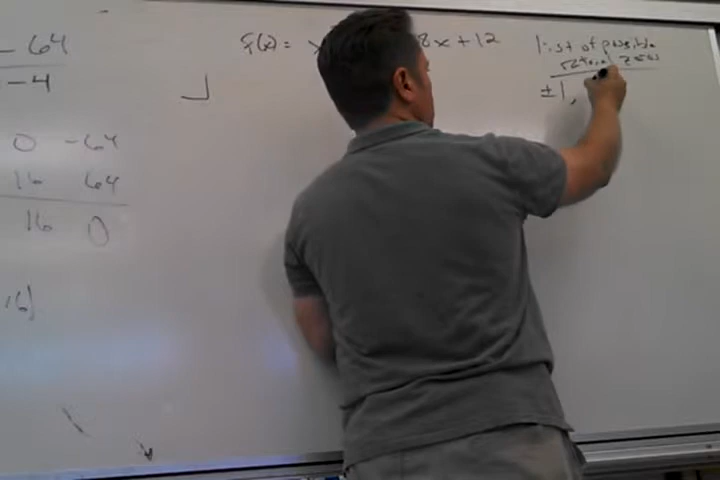 - 64
- 4
0 -64
16 64
16 0
16)
f(x) = x 8x + 12
list of possible
rational zeros
±1,